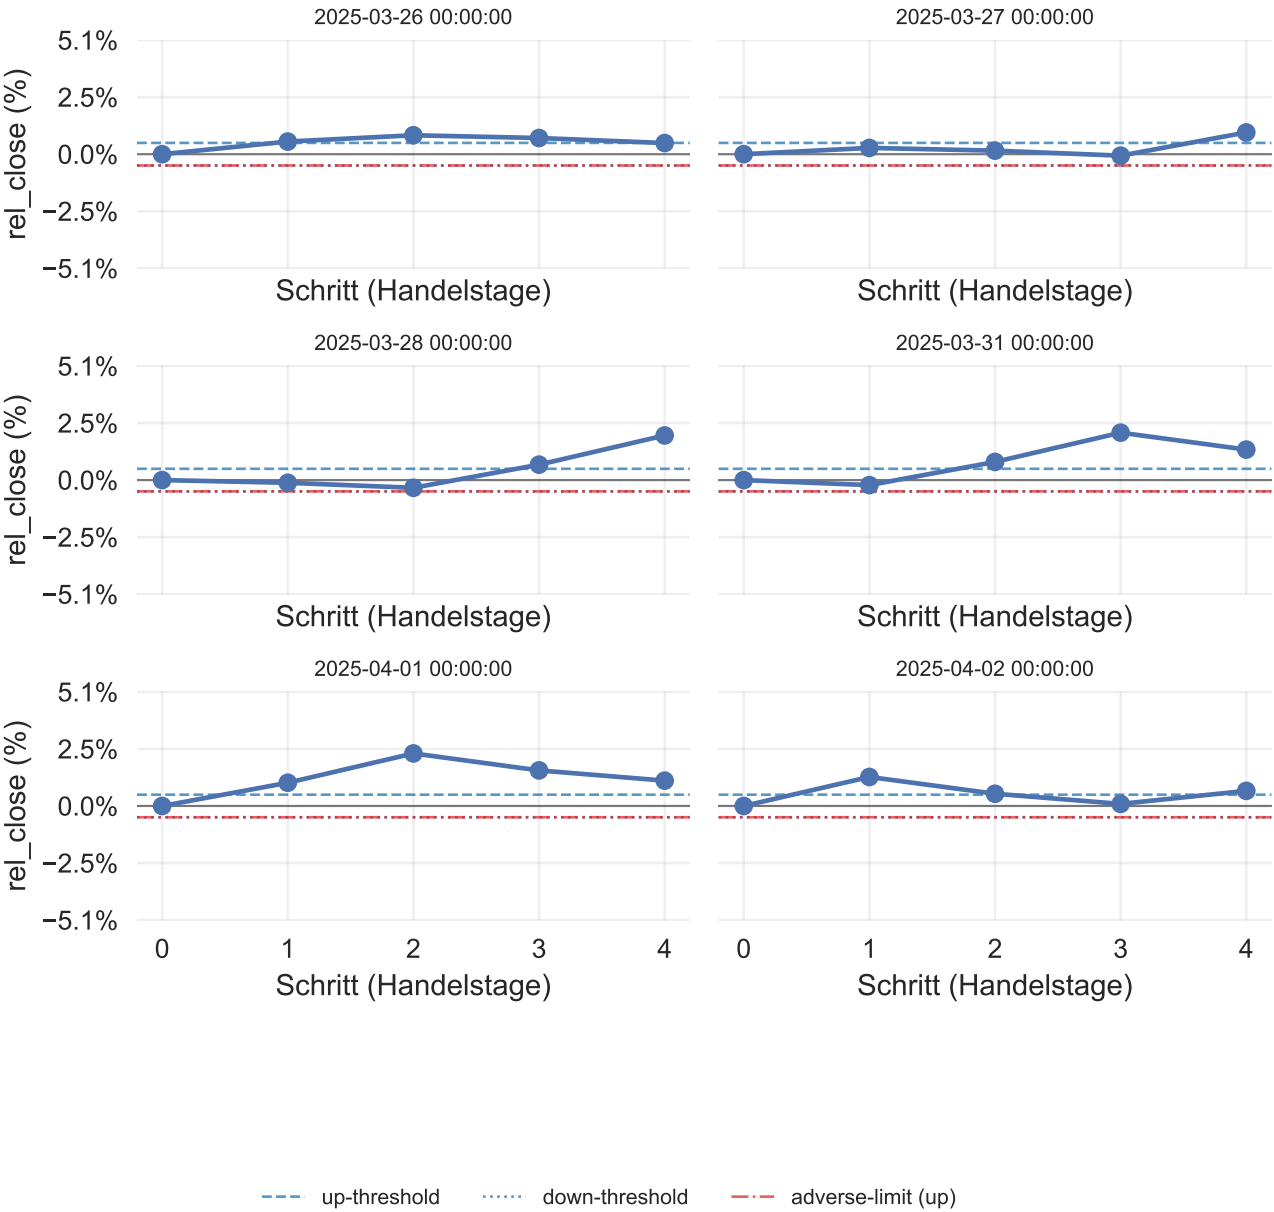 2025-03-26 00:00:00
2025-03-27 00:00:00
rel_close (%)
5.1%
2.5%
0.0%
−2.5%
−5.1%
Schritt (Handelstage)
Schritt (Handelstage)
2025-03-28 00:00:00
2025-03-31 00:00:00
rel_close (%)
5.1%
2.5%
0.0%
−2.5%
−5.1%
Schritt (Handelstage)
Schritt (Handelstage)
2025-04-01 00:00:00
2025-04-02 00:00:00
rel_close (%)
5.1%
2.5%
0.0%
−2.5%
−5.1%
0 1 2 3 4
0 1 2 3 4
Schritt (Handelstage)
Schritt (Handelstage)
up-threshold down-threshold adverse-limit (up)